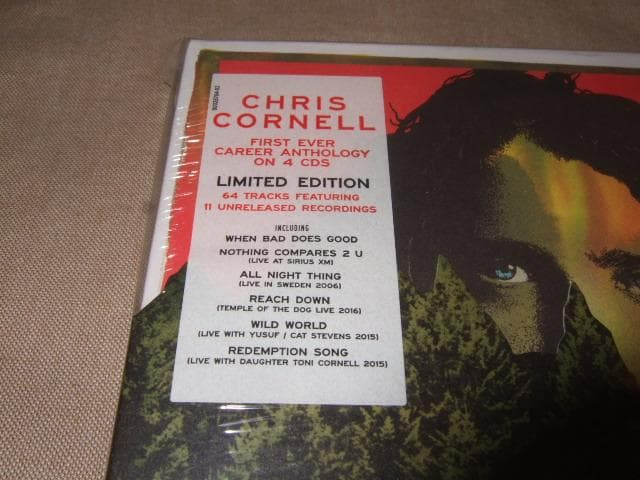 CHRIS
CORNELL
FIRST EVER
CAREER ANTHOLOGY
ON 4 CDS
LIMITED EDITION
64 TRACKS FEATURING
11 UNRELEASED RECORDINGS
INCLUDING
WHEN BAD DOES GOOD
NOTHING COMPARES 2 U
(LIVE AT SIRIUS XM)
ALL NIGHT THING
(LIVE IN SWEDEN 2006)
REACH DOWN
(TEMPLE OF THE DOG LIVE 2016)
WILD WORLD
(LIVE WITH YUSUF / CAT STEVENS 2015)
REDEMPTION SONG
(LIVE WITH DAUGHTER TONI CORNELL 2015)